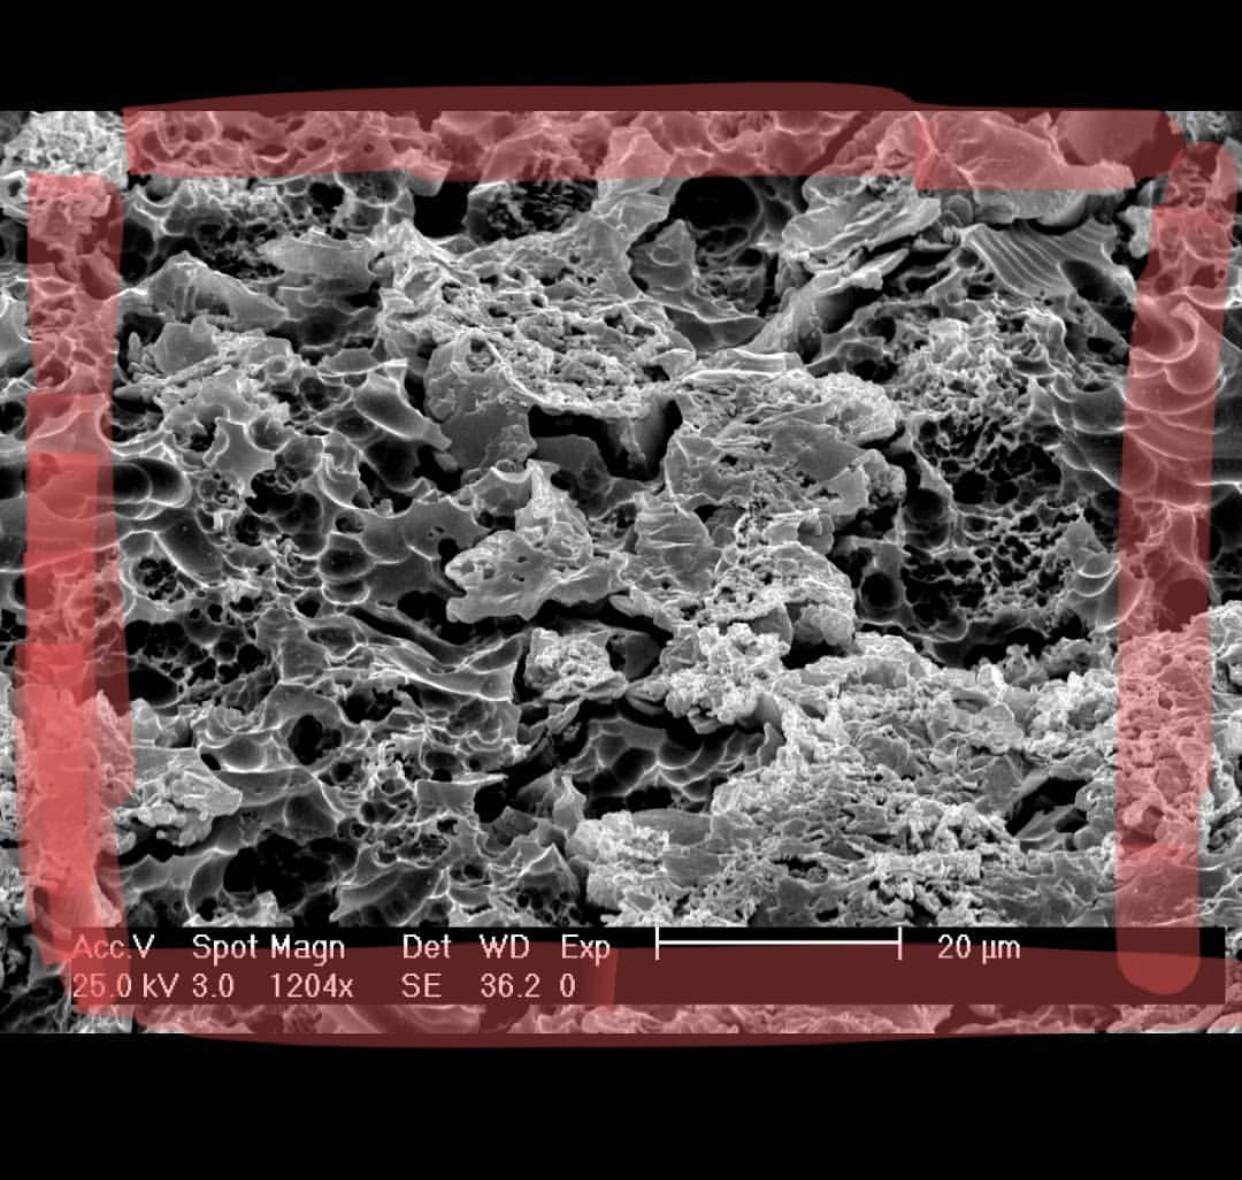 Acc.V Spot Magn Det WD Exp 20 µm
25.0 kV 3.0 1204x SE 36.2 0